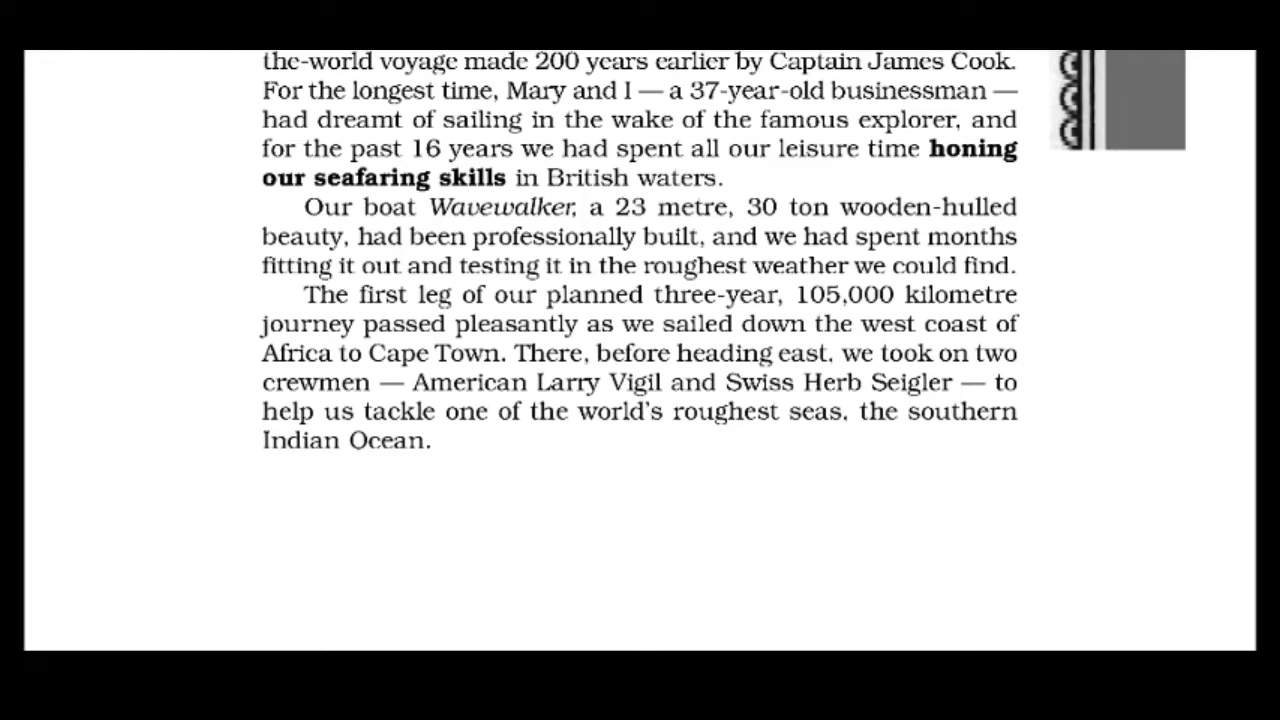 the-world voyage made 200 years earlier by Captain James Cook.
For the longest time, Mary and I — a 37-year-old businessman —
had dreamt of sailing in the wake of the famous explorer, and
for the past 16 years we had spent all our leisure time honing
our seafaring skills in British waters.
Our boat Wavewalker, a 23 metre, 30 ton wooden-hulled
beauty, had been professionally built, and we had spent months
fitting it out and testing it in the roughest weather we could find.
The first leg of our planned three-year, 105,000 kilometre
journey passed pleasantly as we sailed down the west coast of
Africa to Cape Town. There, before heading east, we took on two
crewmen — American Larry Vigil and Swiss Herb Seigler — to
help us tackle one of the world's roughest seas, the southern
Indian Ocean.